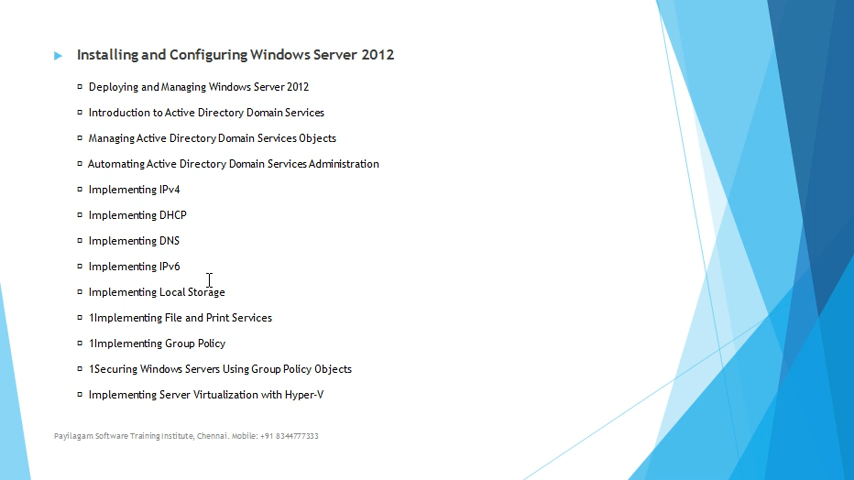 Installing and Configuring Windows Server 2012
Deploying and Managing Windows Server 2012
Introduction to Active Directory Domain Services
Managing Active Directory Domain Services Objects
Automating Active Directory Domain Services Administration
Implementing IPv4
Implementing DHCP
Implementing DNS
Implementing IPv6
Implementing Local Storage
1Implementing File and Print Services
1Implementing Group Policy
1Securing Windows Servers Using Group Policy Objects
Implementing Server Virtualization with Hyper-V
Payilagam Software Training Institute, Chennai. Mobile: +91 8344777333